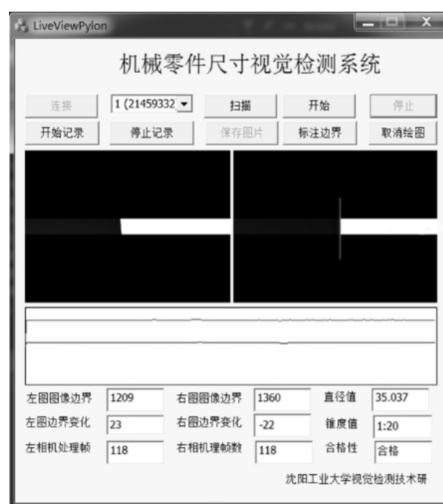 LiveViewPylon
机械零件尺寸视觉检测系统
连接 1 (21459332 扫描 开始 停止
开始记录 停止记录 保存图片 标注边界 取消绘图
左图图像边界 1209 右图图像边界 1360 直径值 35.037
左图边界变化 23 右图边界变化 -22 锥度值 1:20
左相机处理帧 118 右相机理帧数 118 合格性 合格
沈阳工业大学视觉检测技术研